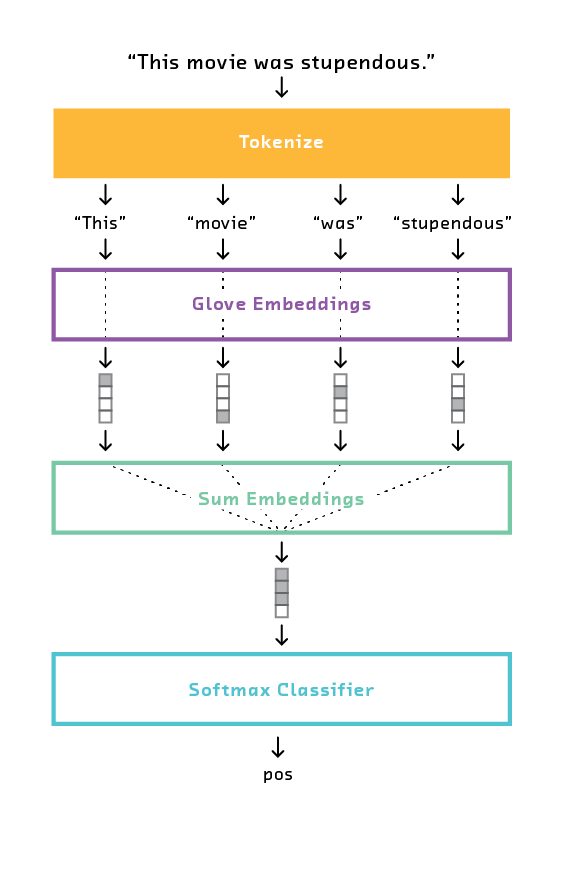 “This movie was stupendous.”
Tokenize
“This” “movie” “was” “stupendous”
Glove Embeddings
Sum Embeddings
Softmax Classifier
pos